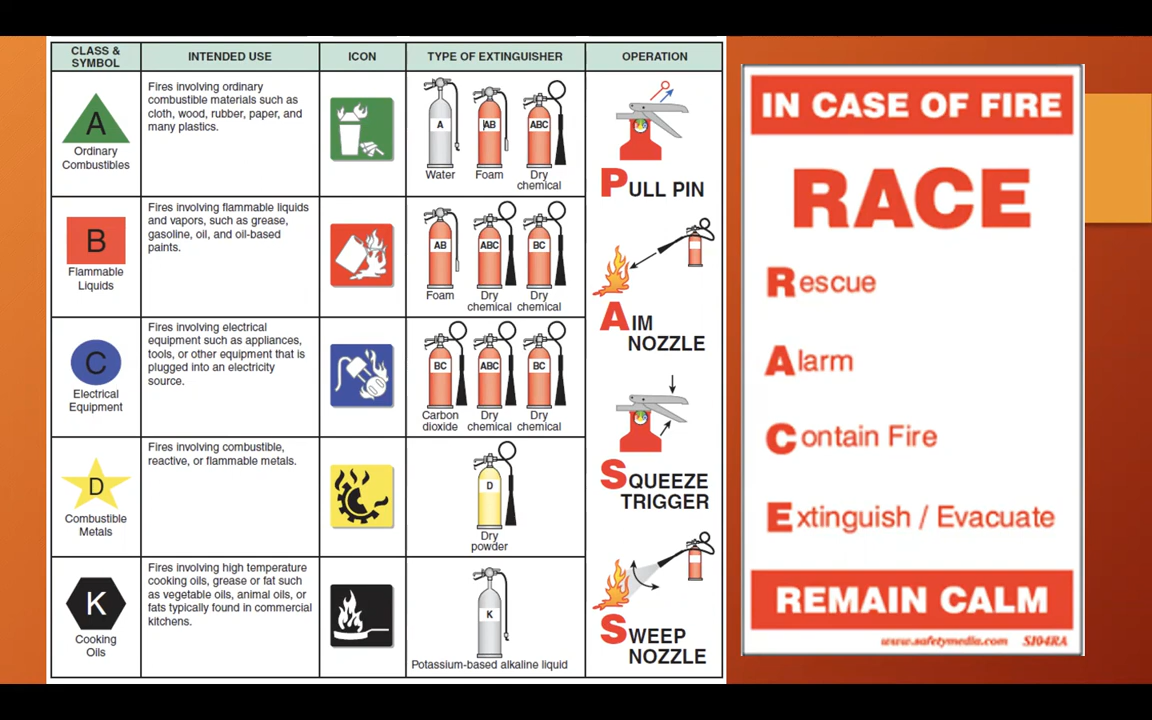 CLASS &
SYMBOL
INTENDED USE
ICON
TYPE OF EXTINGUISHER
OPERATION
A
Ordinary
Combustibles
Fires involving ordinary
combustible materials such as
cloth, wood, rubber, paper, and
many plastics.
A
AB
ABC
Water
Foam
Dry
chemical
B
Flammable
Liquids
Fires involving flammable liquids
and vapors, such as grease,
gasoline, oil, and oil-based
paints.
AB
ABC
BC
Foam
Dry
chemical
Dry
chemical
C
Electrical
Equipment
Fires involving electrical
equipment such as appliances,
tools, or other equipment that is
plugged into an electricity
source.
BC
ABC
BC
Carbon
dioxide
Dry
chemical
Dry
chemical
D
Combustible
Metals
Fires involving combustible,
reactive, or flammable metals.
D
Dry
powder
K
Cooking
Oils
Fires involving high temperature
cooking oils, grease or fat such
as vegetable oils, animal oils, or
fats typically found in commercial
kitchens.
K
Potassium-based alkaline liquid
PULL PIN
AIM
NOZZLE
SQUEEZE
TRIGGER
SWEEP
NOZZLE
IN CASE OF FIRE
RACE
Rescue
Alarm
Contain Fire
Extinguish / Evacuate
REMAIN CALM
www.safetymedia.com SI04RA